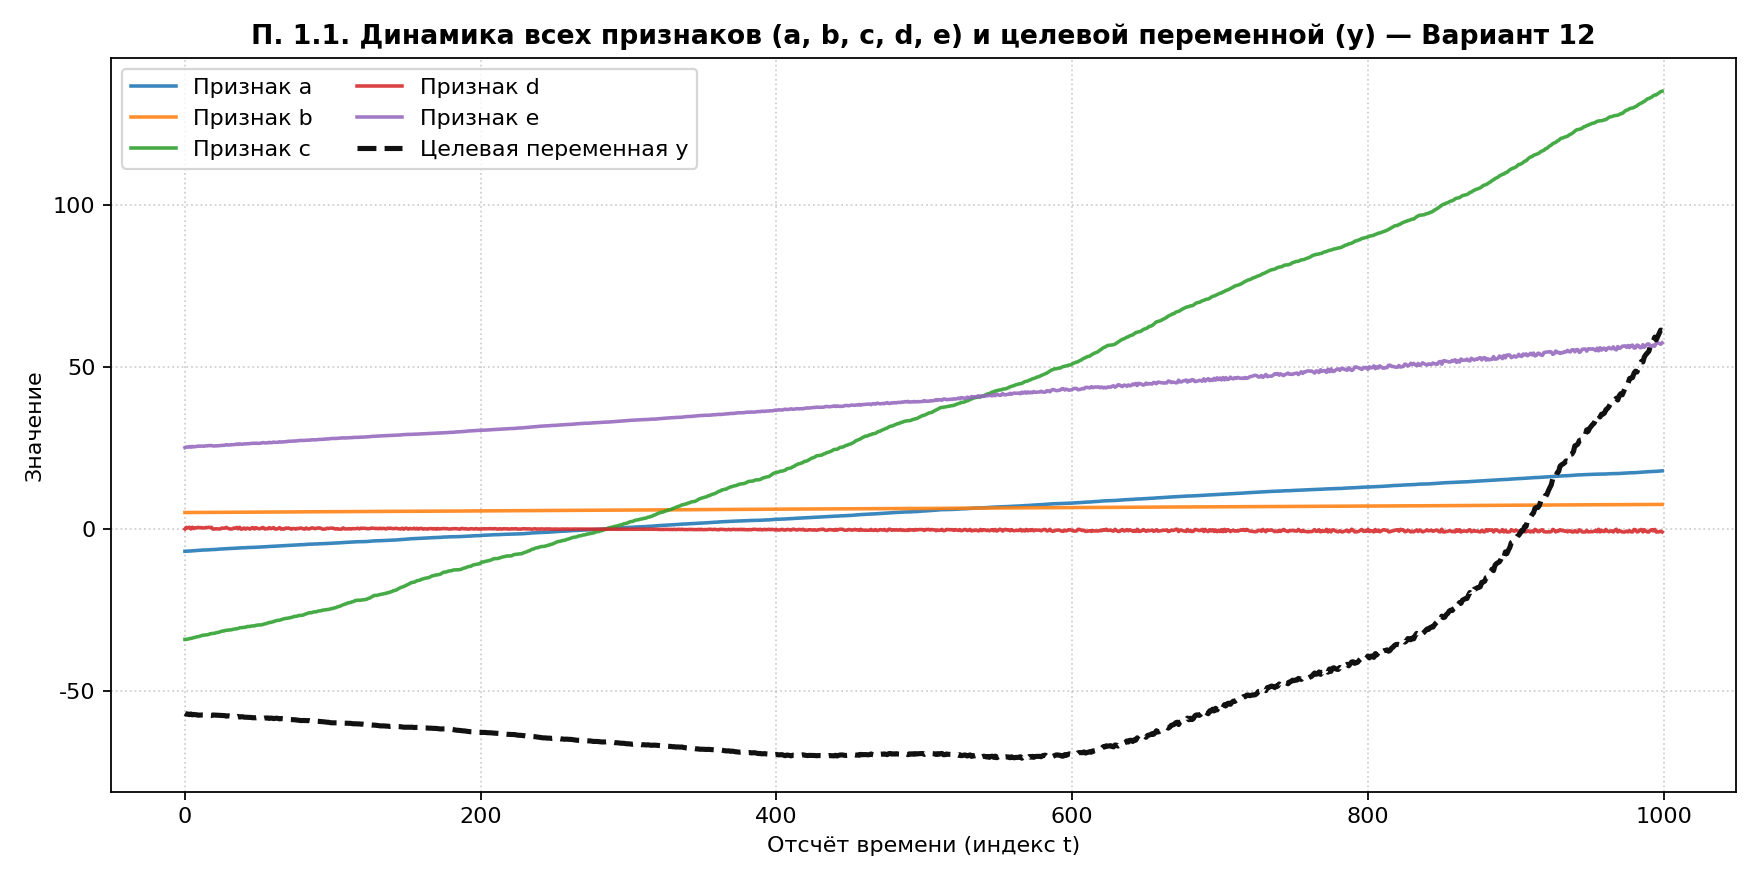 П. 1.1. Динамика всех признаков (a, b, c, d, e) и целевой переменной (y) — Вариант 12
Признак a
Признак b
Признак c
Признак d
Признак e
Целевая переменная y
Значение
100
50
0
-50
0
200
400
600
800
1000
Отсчёт времени (индекс t)